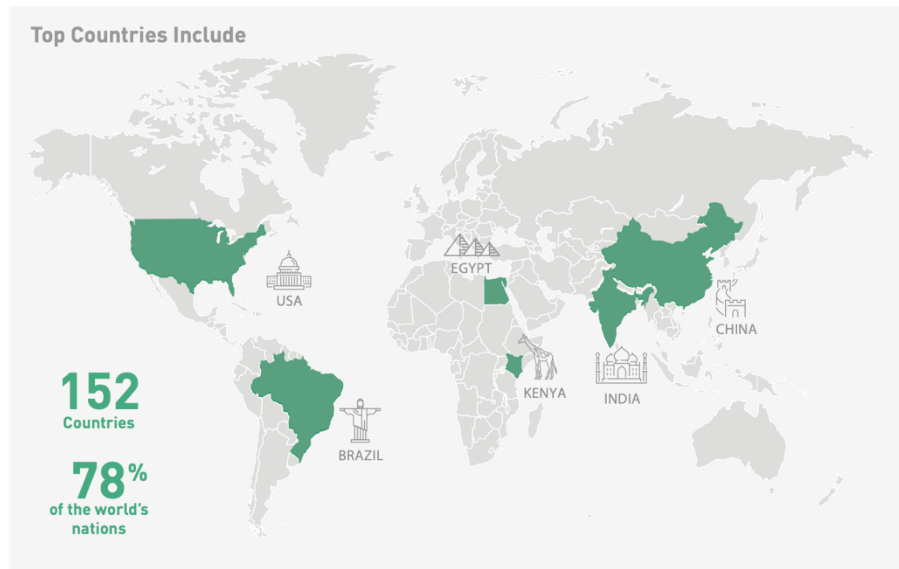 Top Countries Include
EGYPT
USA
CHINA
KENYA
INDIA
BRAZIL
152
Countries
78%
of the world's
nations